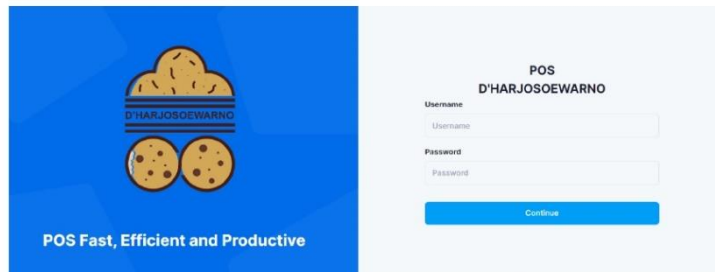 D'HARJOSOEWARNO
POS Fast, Efficient and Productive
POS
D'HARJOSOEWARNO
Username
Username
Password
Password
Continue